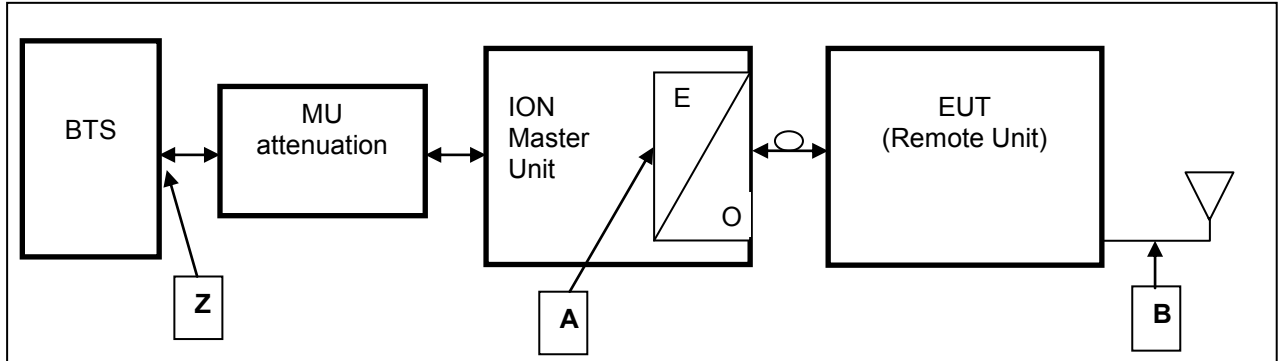 BTS
MU
attenuation
ION
Master
Unit
E
O
EUT
(Remote Unit)
Z
A
B